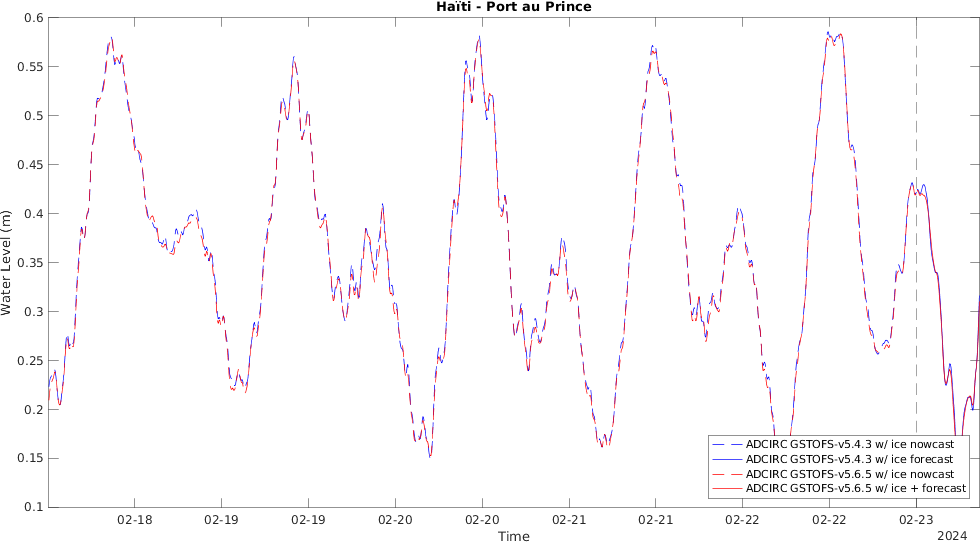 Haïti - Port au Prince
0.6
0.55
0.5
0.45
0.4
0.35
0.3
0.25
0.2
0.15
0.1
Water Level (m)
ADCIRC GSTOFS-v5.4.3 w/ ice nowcast
ADCIRC GSTOFS-v5.4.3 w/ ice forecast
ADCIRC GSTOFS-v5.6.5 w/ ice nowcast
ADCIRC GSTOFS-v5.6.5 w/ ice + forecast
02-18 02-19 02-19 02-20 02-20 02-21 02-21 02-22 02-22 02-23
Time
2024